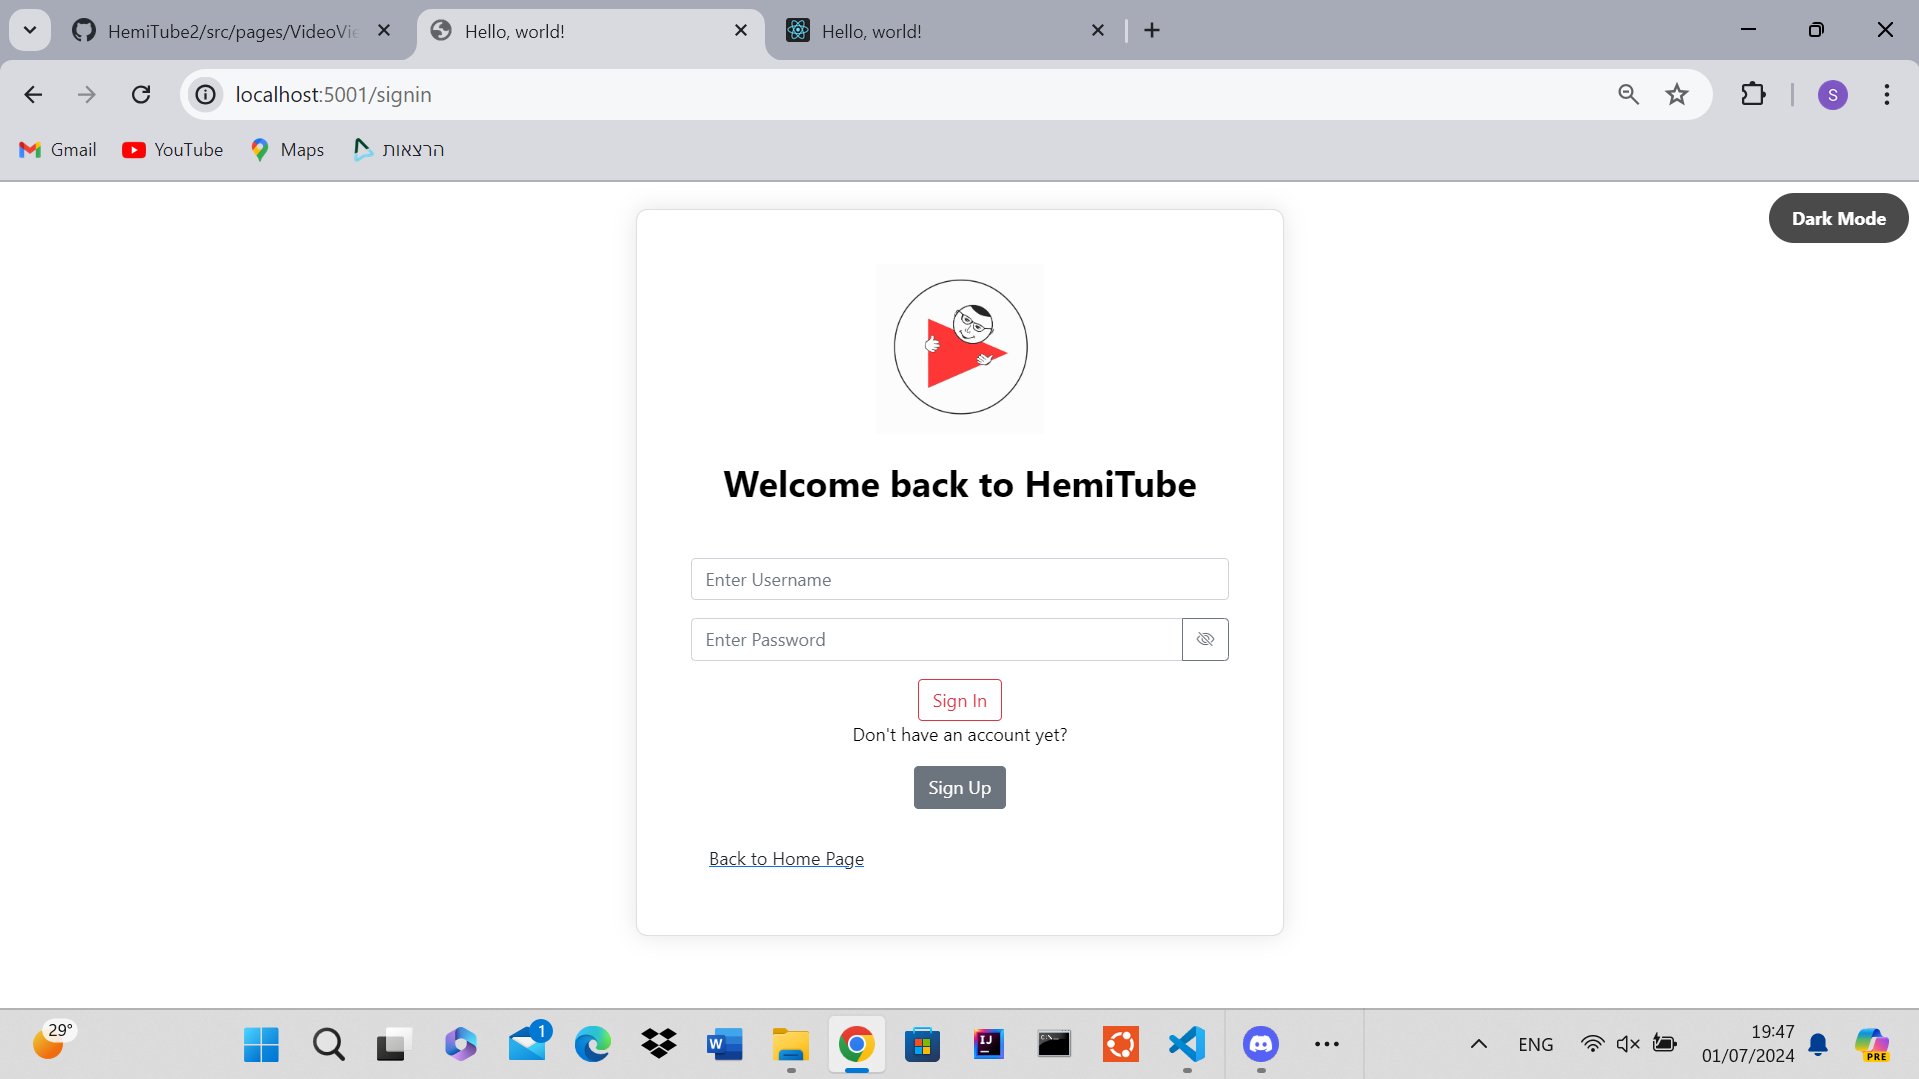 HemiTube2/src/pages/VideoVie
Hello, world!
Hello, world!
localhost:5001/signin
S
Gmail
YouTube
Maps
הרצאות
Dark Mode
Welcome back to HemiTube
Enter Username
Enter Password
Sign In
Don't have an account yet?
Sign Up
Back to Home Page
29°
1
W
IJ
ENG
19:47
01/07/2024
PRE